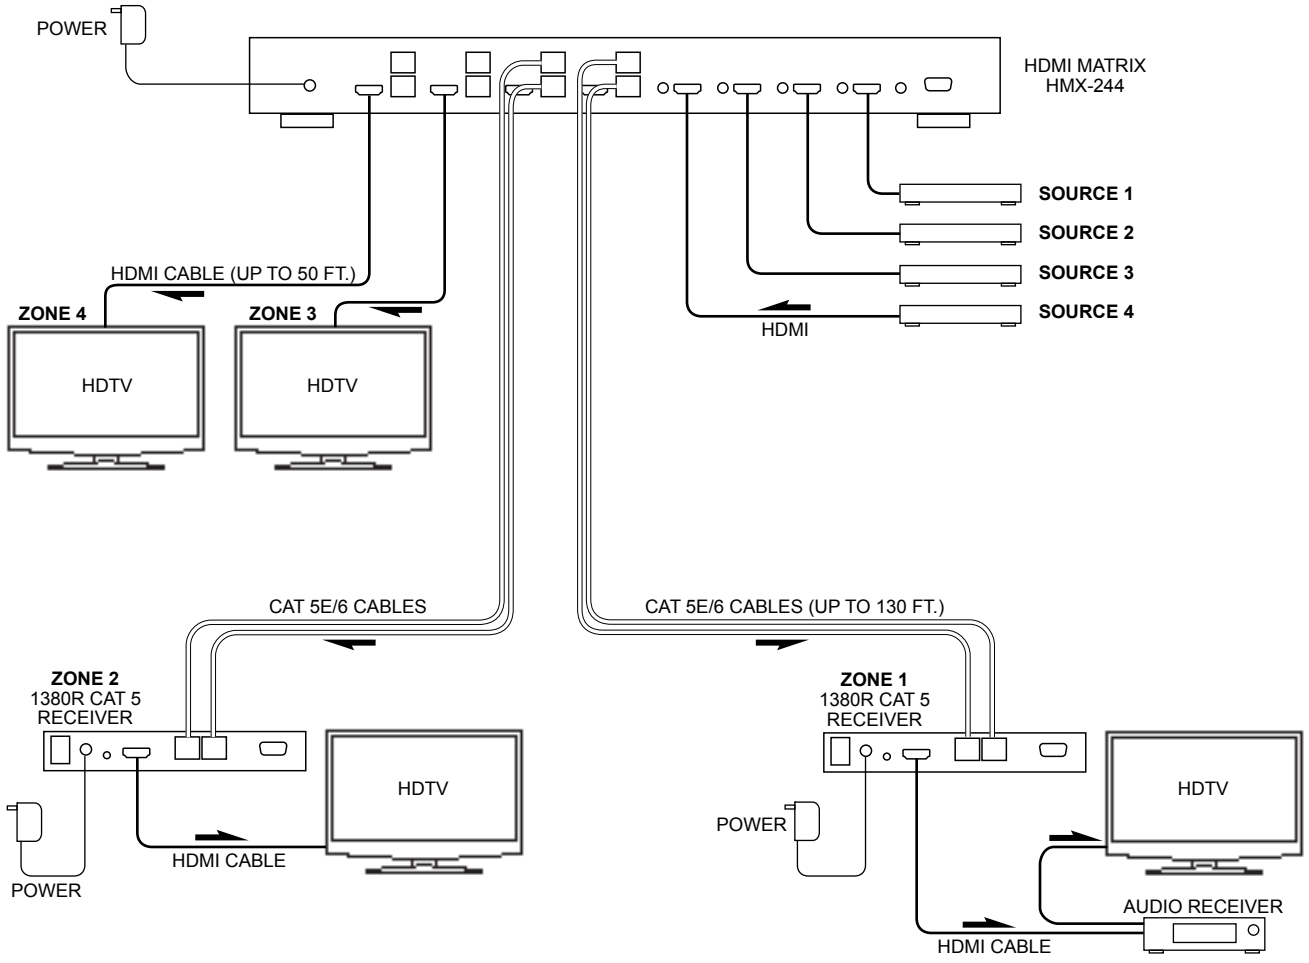 POWER
HDMI MATRIX
HMX-244
SOURCE 1
SOURCE 2
SOURCE 3
SOURCE 4
HDMI
HDMI CABLE (UP TO 50 FT.)
ZONE 4
ZONE 3
HDTV
HDTV
CAT 5E/6 CABLES
CAT 5E/6 CABLES (UP TO 130 FT.)
ZONE 2
1380R CAT 5
RECEIVER
HDTV
HDMI CABLE
POWER
ZONE 1
1380R CAT 5
RECEIVER
HDTV
POWER
AUDIO RECEIVER
HDMI CABLE